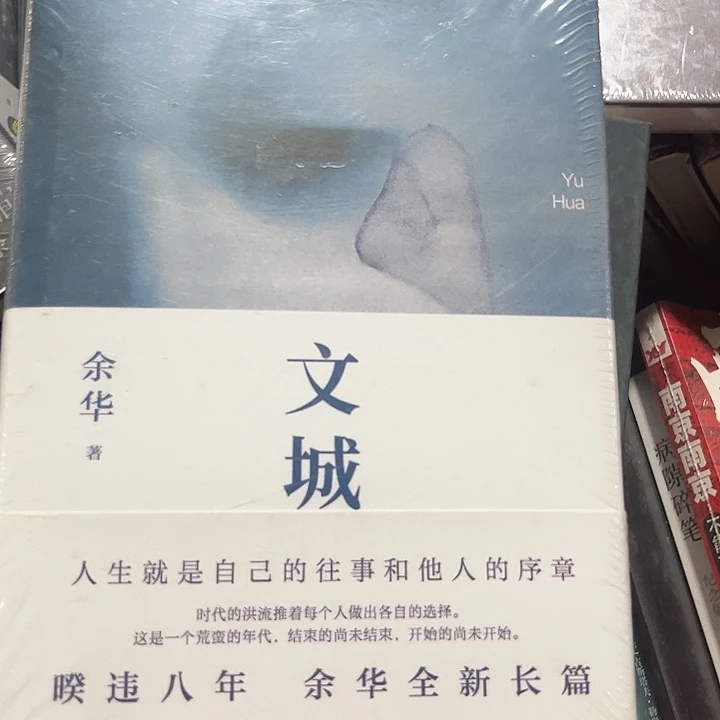 Yu
Hua
余华
著
文城
人生就是自己的往事和他人的序章
时代的洪流推着每个人做出各自的选择。
这是一个荒蛮的年代，结束的尚未结束，开始的尚未开始。
暌违八年 余华全新长篇
南京南京
病隙碎笔